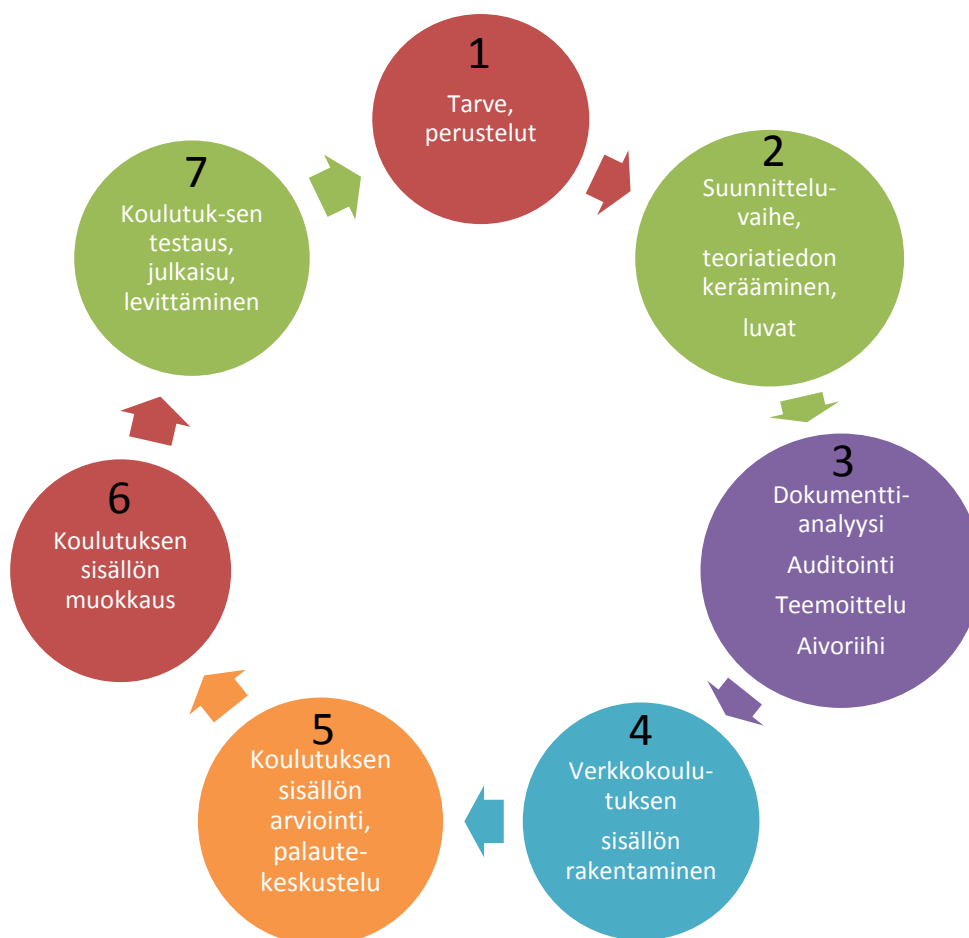 1
Tarve,
perustelut
2
Suunnittelu-
vaihe,
teoriatiedon
kerääminen,
luvat
3
Dokumentti-
analyysi
Auditointi
Teemoittelu
Aivoriihi
4
Verkkokoulu-
tuksen
sisällön
rakentaminen
5
Koulutuksen
sisällön
arviointi,
palaute-
keskustelu
6
Koulutuksen
sisällön
muokkaus
7
Koulutuk-sen
testaus,
julkaisu,
levittäminen